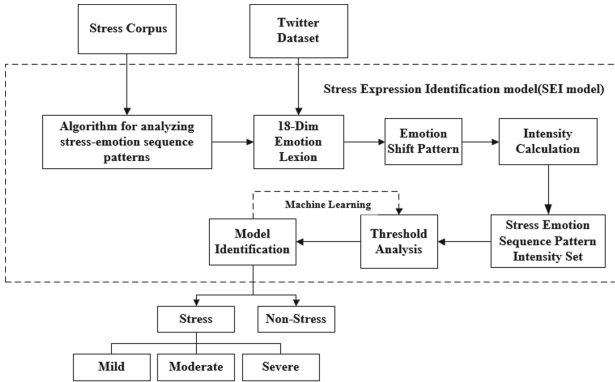 Stress Corpus
Twitter
Dataset
Stress Expression Identification model(SEI model)
Algorithm for analyzing
stress-emotion sequence
patterns
18-Dim
Emotion
Lexion
Emotion
Shift Pattern
Intensity
Calculation
Machine Learning
Model
Identification
Threshold
Analysis
Stress Emotion
Sequence Pattern
Intensity Set
Stress
Non-Stress
Mild
Moderate
Severe